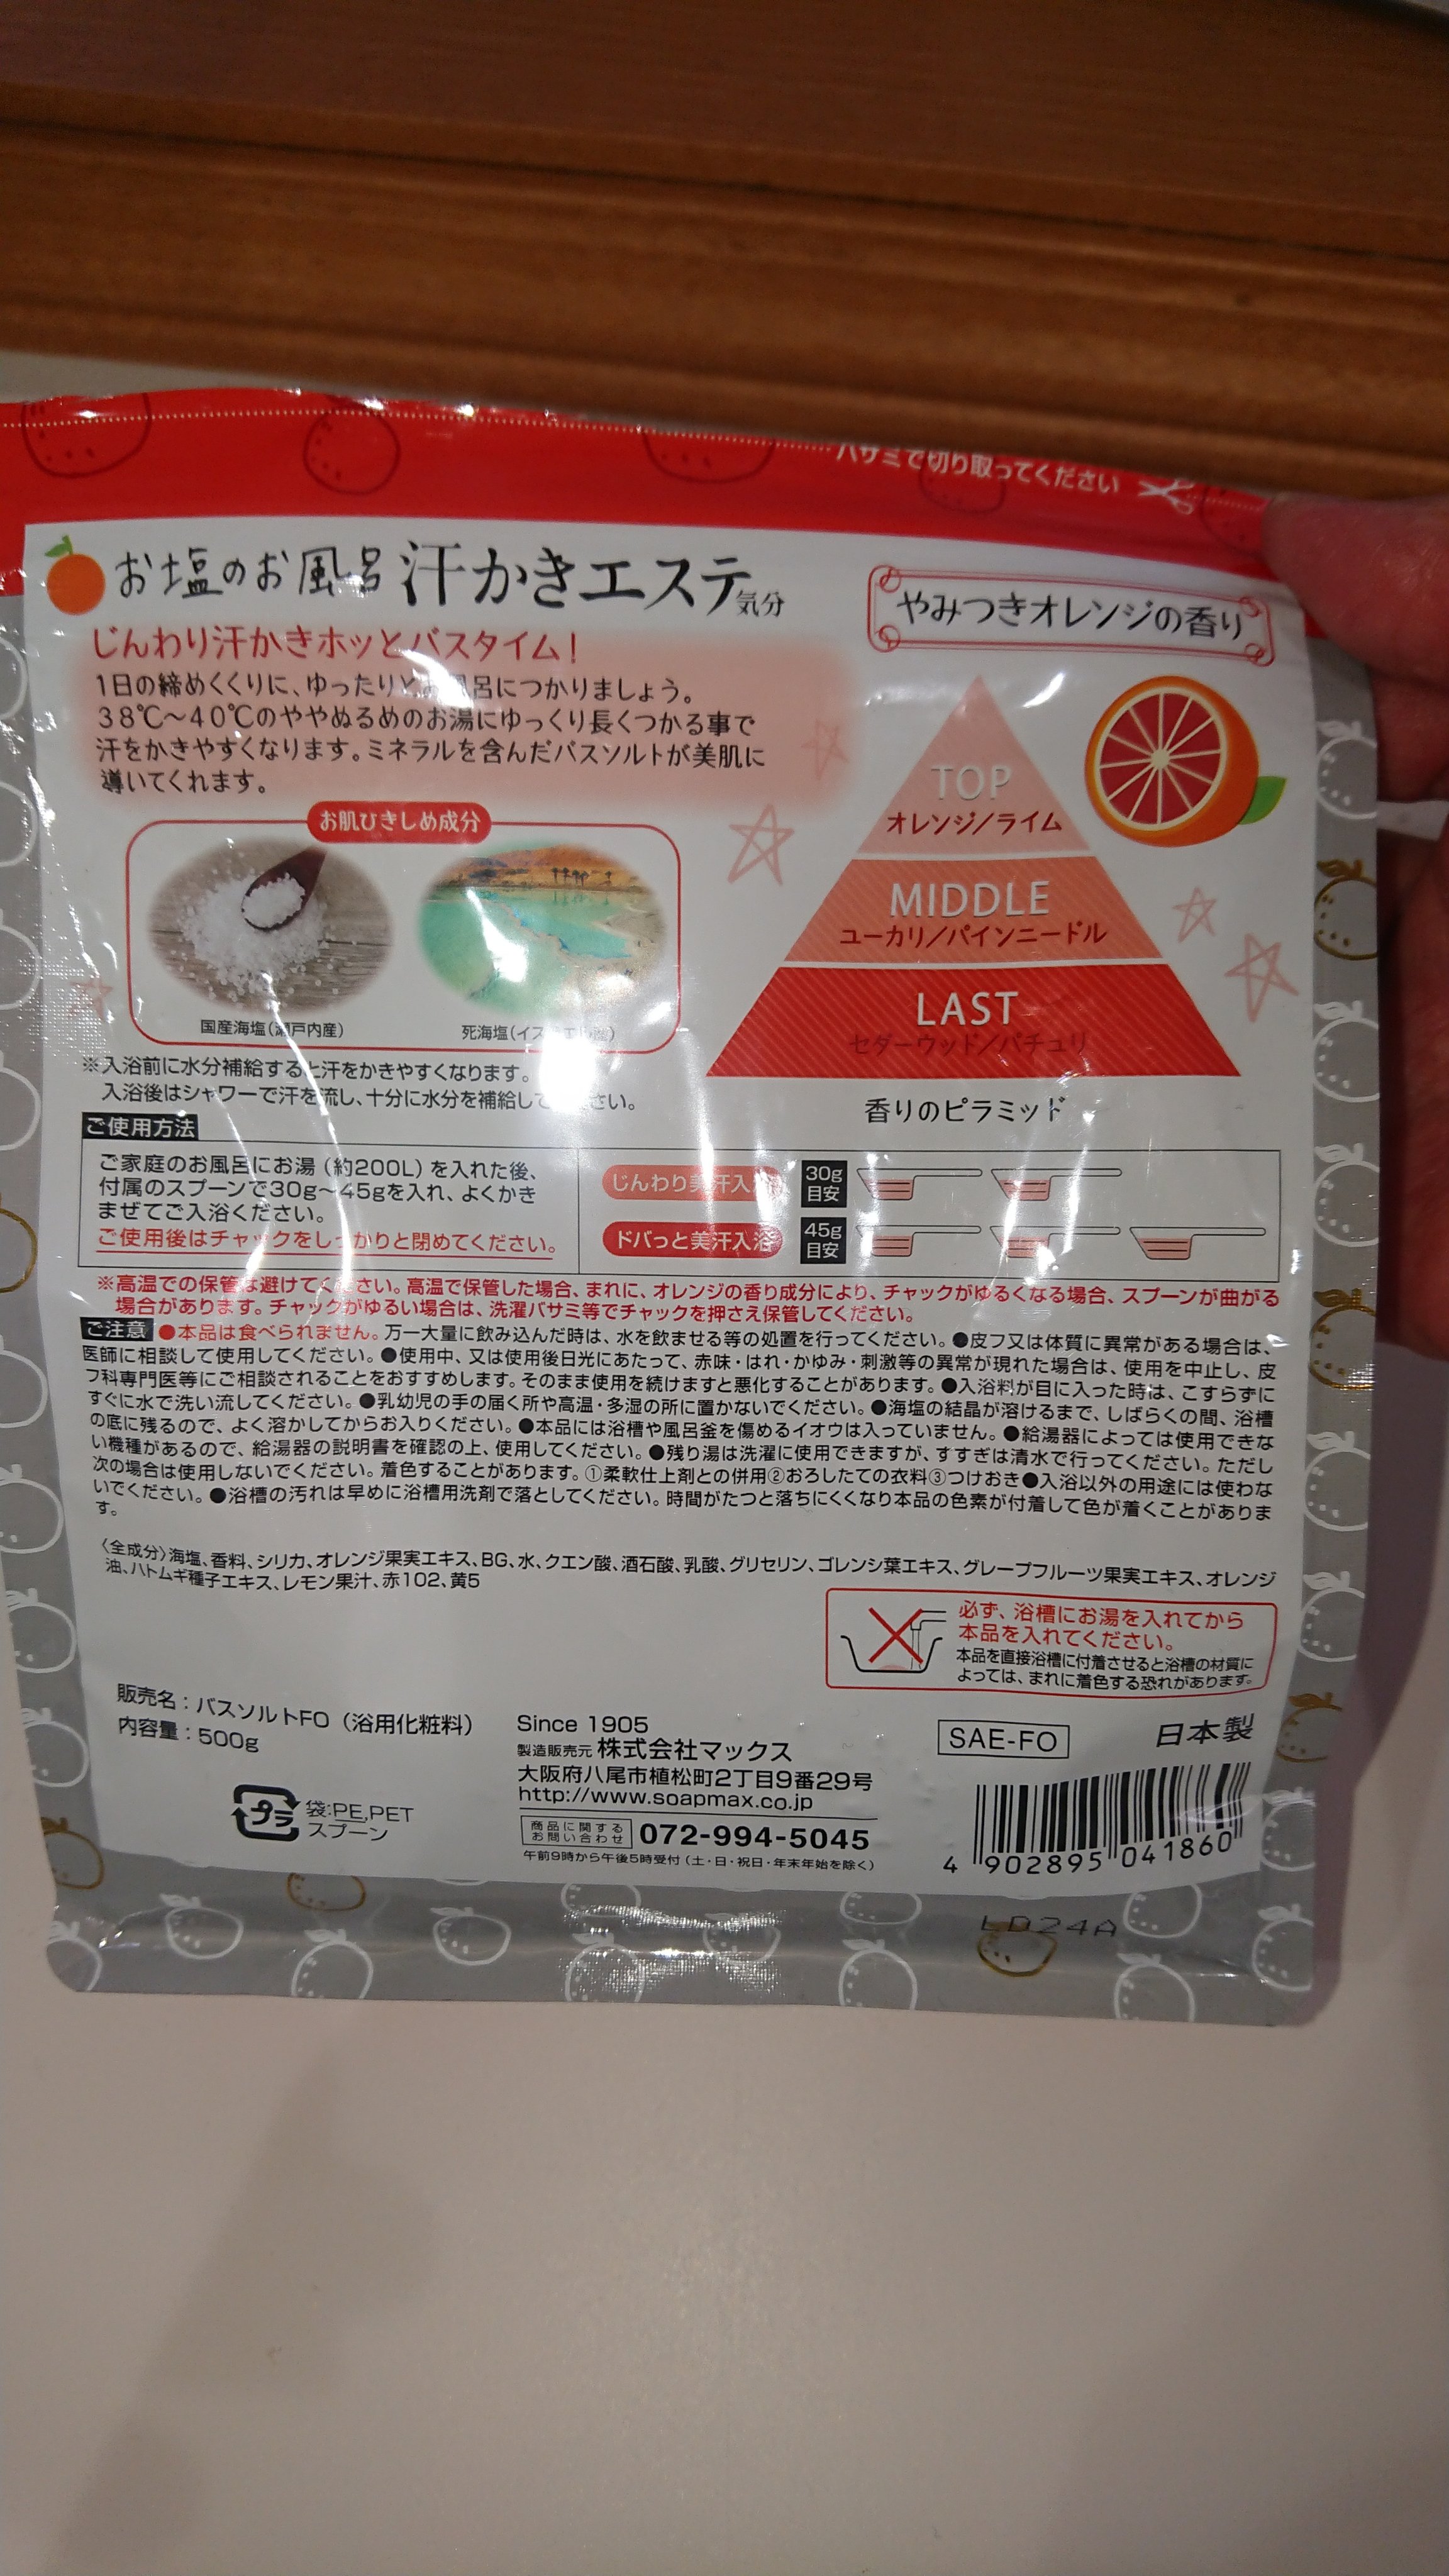 ハサミで切り取ってください
お塩のお風呂 汗かきエステ気分
やみつきオレンジの香り
じんわり汗かきホッとバスタイム!
1日の締めくくりに、ゆったりとお風呂につかりましょう。
38℃〜40℃のややぬるめのお湯にゆっくり長くつかる事で
汗をかきやすくなります。ミネラルを含んだバスソルトが美肌に
導いてくれます。
お肌ひきしめ成分
国産海塩(瀬戸内産)
死海塩(イスラエル産)
TOP
オレンジ/ライム
MIDDLE
ユーカリ/パインニードル
LAST
セダーウッド/パチュリ
香りのピラミッド
※入浴前に水分補給すると汗をかきやすくなります。
入浴後はシャワーで汗を流し、十分に水分を補給してください。
ご使用方法
ご家庭のお風呂にお湯(約200L)を入れた後、
付属のスプーンで30g〜45gを入れ、よくかき
まぜてご入浴ください。
ご使用後はチャックをしっかりと閉めてください。
じんわり美汗入浴 30g目安
ドバっと美汗入浴 45g目安
※高温での保管は避けてください。高温で保管した場合、まれに、オレンジの香り成分により、チャックがゆるくなる場合、スプーンが曲がる
場合があります。チャックがゆるい場合は、洗濯バサミ等でチャックを押さえ保管してください。
ご注意 ●本品は食べられません。万一大量に飲み込んだ時は、水を飲ませる等の処置を行ってください。●皮フ又は体質に異常がある場合は、
医師に相談して使用してください。●使用中、又は使用後日光にあたって、赤味・はれ・かゆみ・刺激等の異常が現れた場合は、使用を中止し、皮
フ科専門医等にご相談されることをおすすめします。そのまま使用を続けますと悪化することがあります。●入浴料が目に入った時は、こすらずに
すぐに水で洗い流してください。●乳幼児の手の届く所や高温・多湿の所に置かないでください。●海塩の結晶が溶けるまで、しばらくの間、浴槽
の底に残るので、よく溶かしてからお入りください。●本品には浴槽や風呂釜を傷めるイオウは入っていません。●給湯器によっては使用できな
い機種があるので、給湯器の説明書を確認の上、使用してください。●残り湯は洗濯に使用できますが、すすぎは清水で行ってください。ただし
次の場合は使用しないでください。着色することがあります。①柔軟仕上剤との併用②おろしたての衣料③つけおき●入浴以外の用途には使わな
いでください。●浴槽の汚れは早めに浴槽用洗剤で落としてください。時間がたつと落ちにくくなり本品の色素が付着して色が着くことがありま
す。
〈全成分〉海塩、香料、シリカ、オレンジ果実エキス、BG、水、クエン酸、酒石酸、乳酸、グリセリン、ゴレンシ葉エキス、グレープフルーツ果実エキス、オレンジ
油、ハトムギ種子エキス、レモン果汁、赤102、黄5
必ず、浴槽にお湯を入れてから
本品を入れてください。
本品を直接浴槽に付着させると浴槽の材質に
よっては、まれに着色する恐れがあります。
販売名:バスソルトFO(浴用化粧料)
内容量:500g
プラ
袋:PE,PET
スプーン
Since 1905
製造販売元 株式会社マックス
大阪府八尾市植松町2丁目9番29号
http://www.soapmax.co.jp
商品に関するお問い合わせ 072-994-5045
午前9時から午後5時受付(土・日・祝日・年末年始を除く)
SAE-FO
日本製
4 902895 041860
LD24A